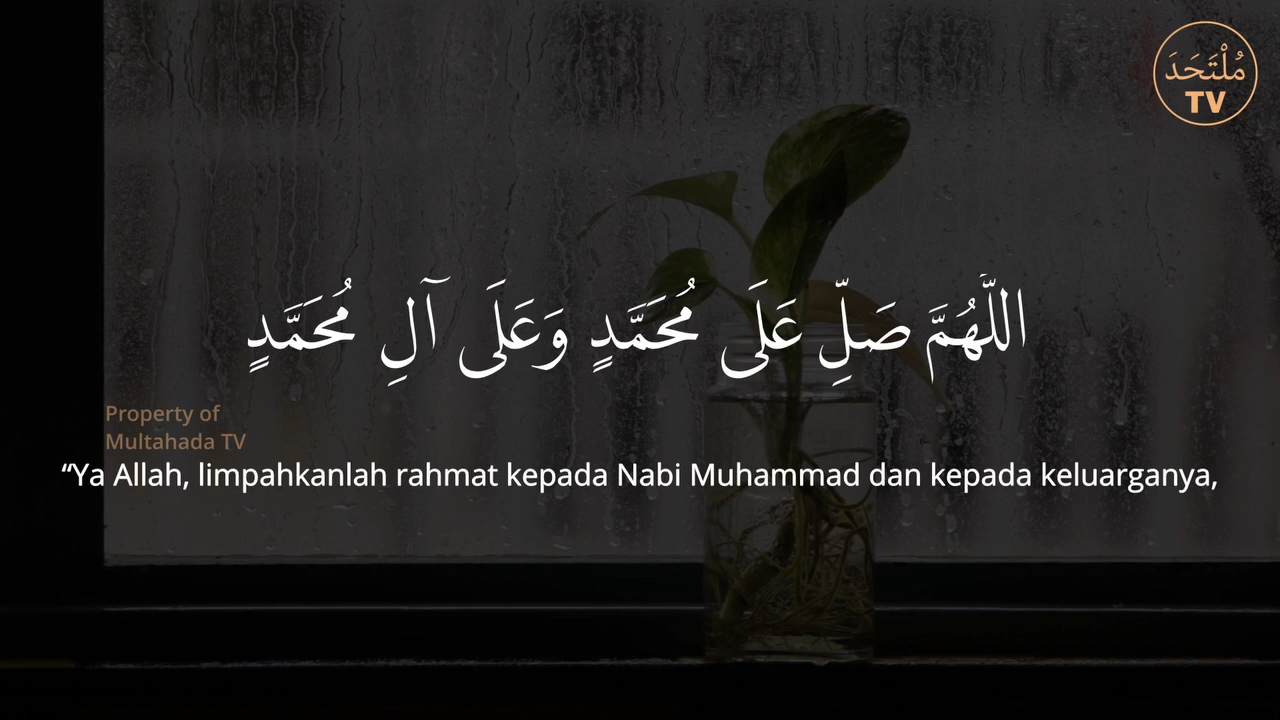 مُلْتَحَدَ
TV
اللّٰهُمَّ صَلِّ عَلَى مُحَمَّدٍ وَعَلَى آلِ مُحَمَّدٍ
Property of
Multahada TV
“Ya Allah, limpahkanlah rahmat kepada Nabi Muhammad dan kepada keluarganya,